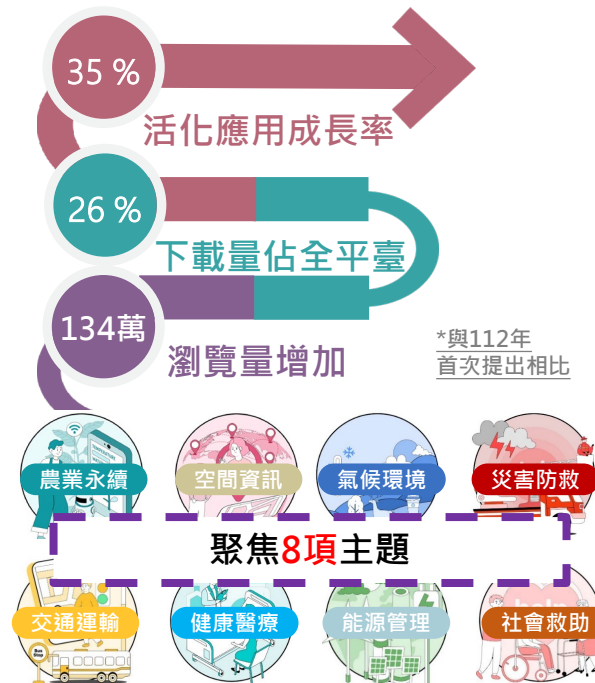 35 %
活化應用成長率
26 %
下載量佔全平臺
134萬
瀏覽量增加
*與112年
首次提出相比
農業永續
空間資訊
氣候環境
災害防救
聚焦8項主題
交通運輸
健康醫療
能源管理
社會救助
Bus
Stop